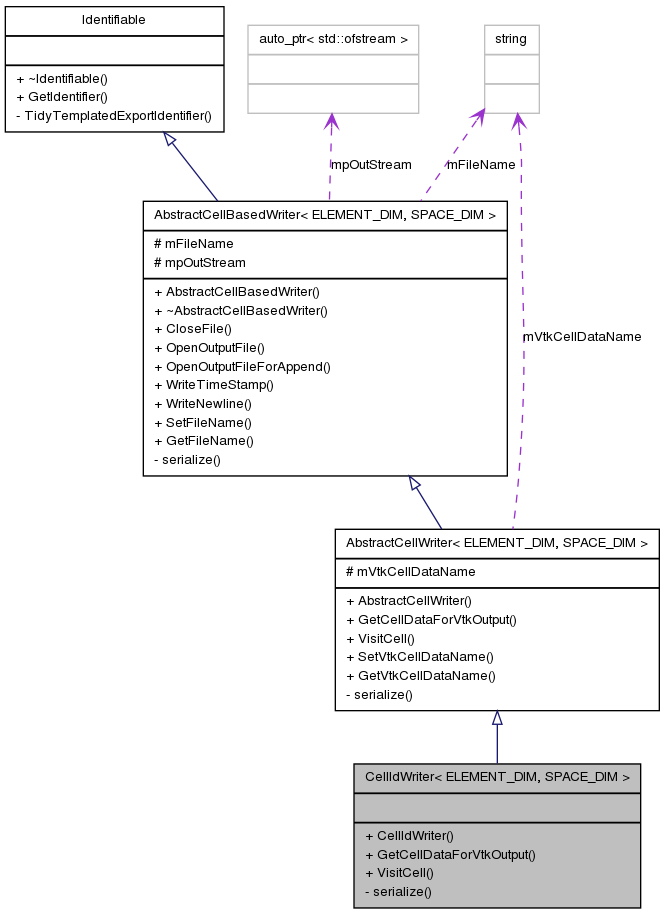 Identifiable
+ ~Identifiable()
+ GetIdentifier()
- TidyTemplatedExportIdentifier()
auto_ptr< std::ofstream >
string
mpOutStream
mFileName
AbstractCellBasedWriter< ELEMENT_DIM, SPACE_DIM >
# mFileName
# mpOutStream
+ AbstractCellBasedWriter()
+ ~AbstractCellBasedWriter()
+ CloseFile()
+ OpenOutputFile()
+ OpenOutputFileForAppend()
+ WriteTimeStamp()
+ WriteNewline()
+ SetFileName()
+ GetFileName()
- serialize()
mVtkCellDataName
AbstractCellWriter< ELEMENT_DIM, SPACE_DIM >
# mVtkCellDataName
+ AbstractCellWriter()
+ GetCellDataForVtkOutput()
+ VisitCell()
+ SetVtkCellDataName()
+ GetVtkCellDataName()
- serialize()
CellIdWriter< ELEMENT_DIM, SPACE_DIM >
+ CellIdWriter()
+ GetCellDataForVtkOutput()
+ VisitCell()
- serialize()